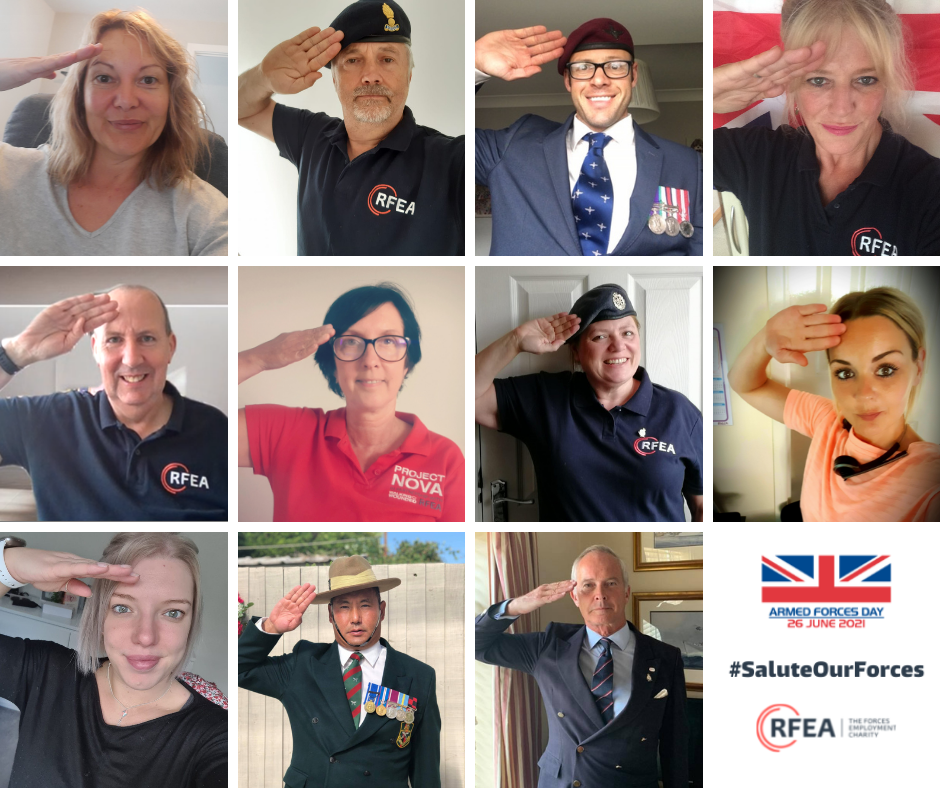 RFEA
RFEA
RFEA
PROJECT
NOVA
RFEA
ARMED FORCES DAY
26 JUNE 2021
#SaluteOurForces
RFEA
THE FORCES
EMPLOYMENT
CHARITY